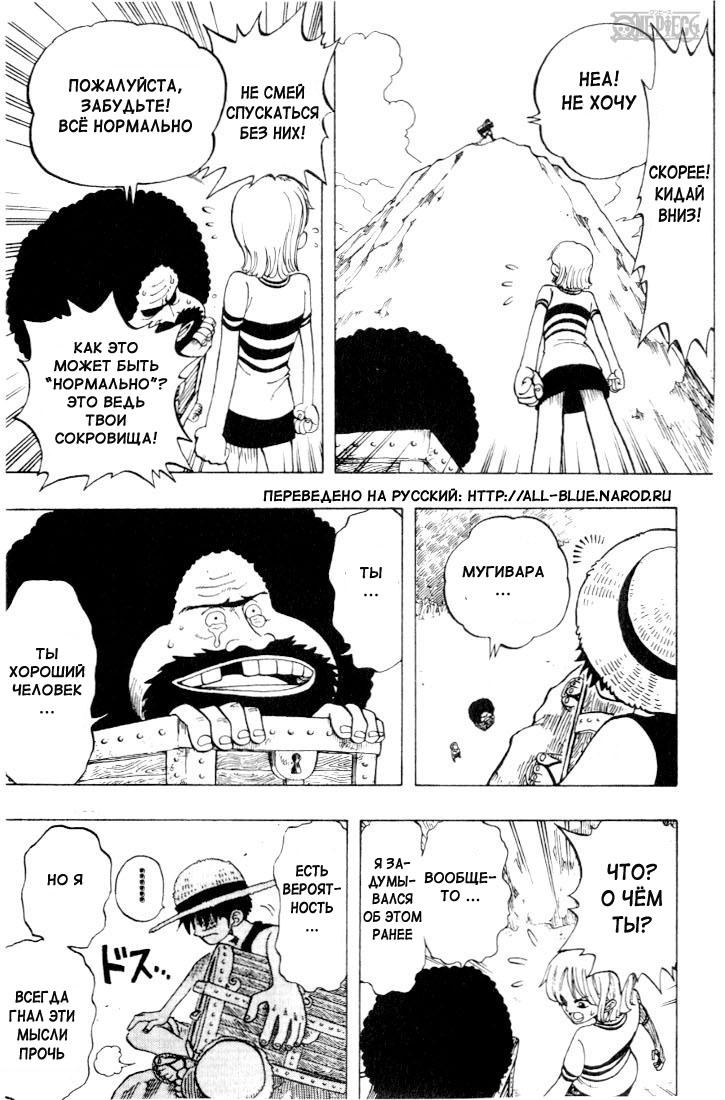 ONE PIECE
НЕА!
НЕ ХОЧУ
СКОРЕЕ!
КИДАЙ
ВНИЗ!
НЕ СМЕЙ
СПУСКАТЬСЯ
БЕЗ НИХ!
ПОЖАЛУЙСТА,
ЗАБУДЬТЕ!
ВСЁ НОРМАЛЬНО
КАК ЭТО
МОЖЕТ БЫТЬ
“НОРМАЛЬНО”?
ЭТО ВЕДЬ
ТВОИ
СОКРОВИЩА!
ПЕРЕВЕДЕНО НА РУССКИЙ: HTTP://ALL-BLUE.NAROD.RU
МУГИВАРА
...
ТЫ
...
ТЫ
ХОРОШИЙ
ЧЕЛОВЕК
...
ЧТО?
О ЧЁМ
ТЫ?
ВООБЩЕ-
ТО ...
Я ЗА-
ДУМЫ-
ВАЛСЯ
ОБ ЭТОМ
РАНЕЕ
ЕСТЬ
ВЕРОЯТ-
НОСТЬ
...
ドス...
НО Я
ВСЕГДА
ГНАЛ ЭТИ
МЫСЛИ
ПРОЧЬ